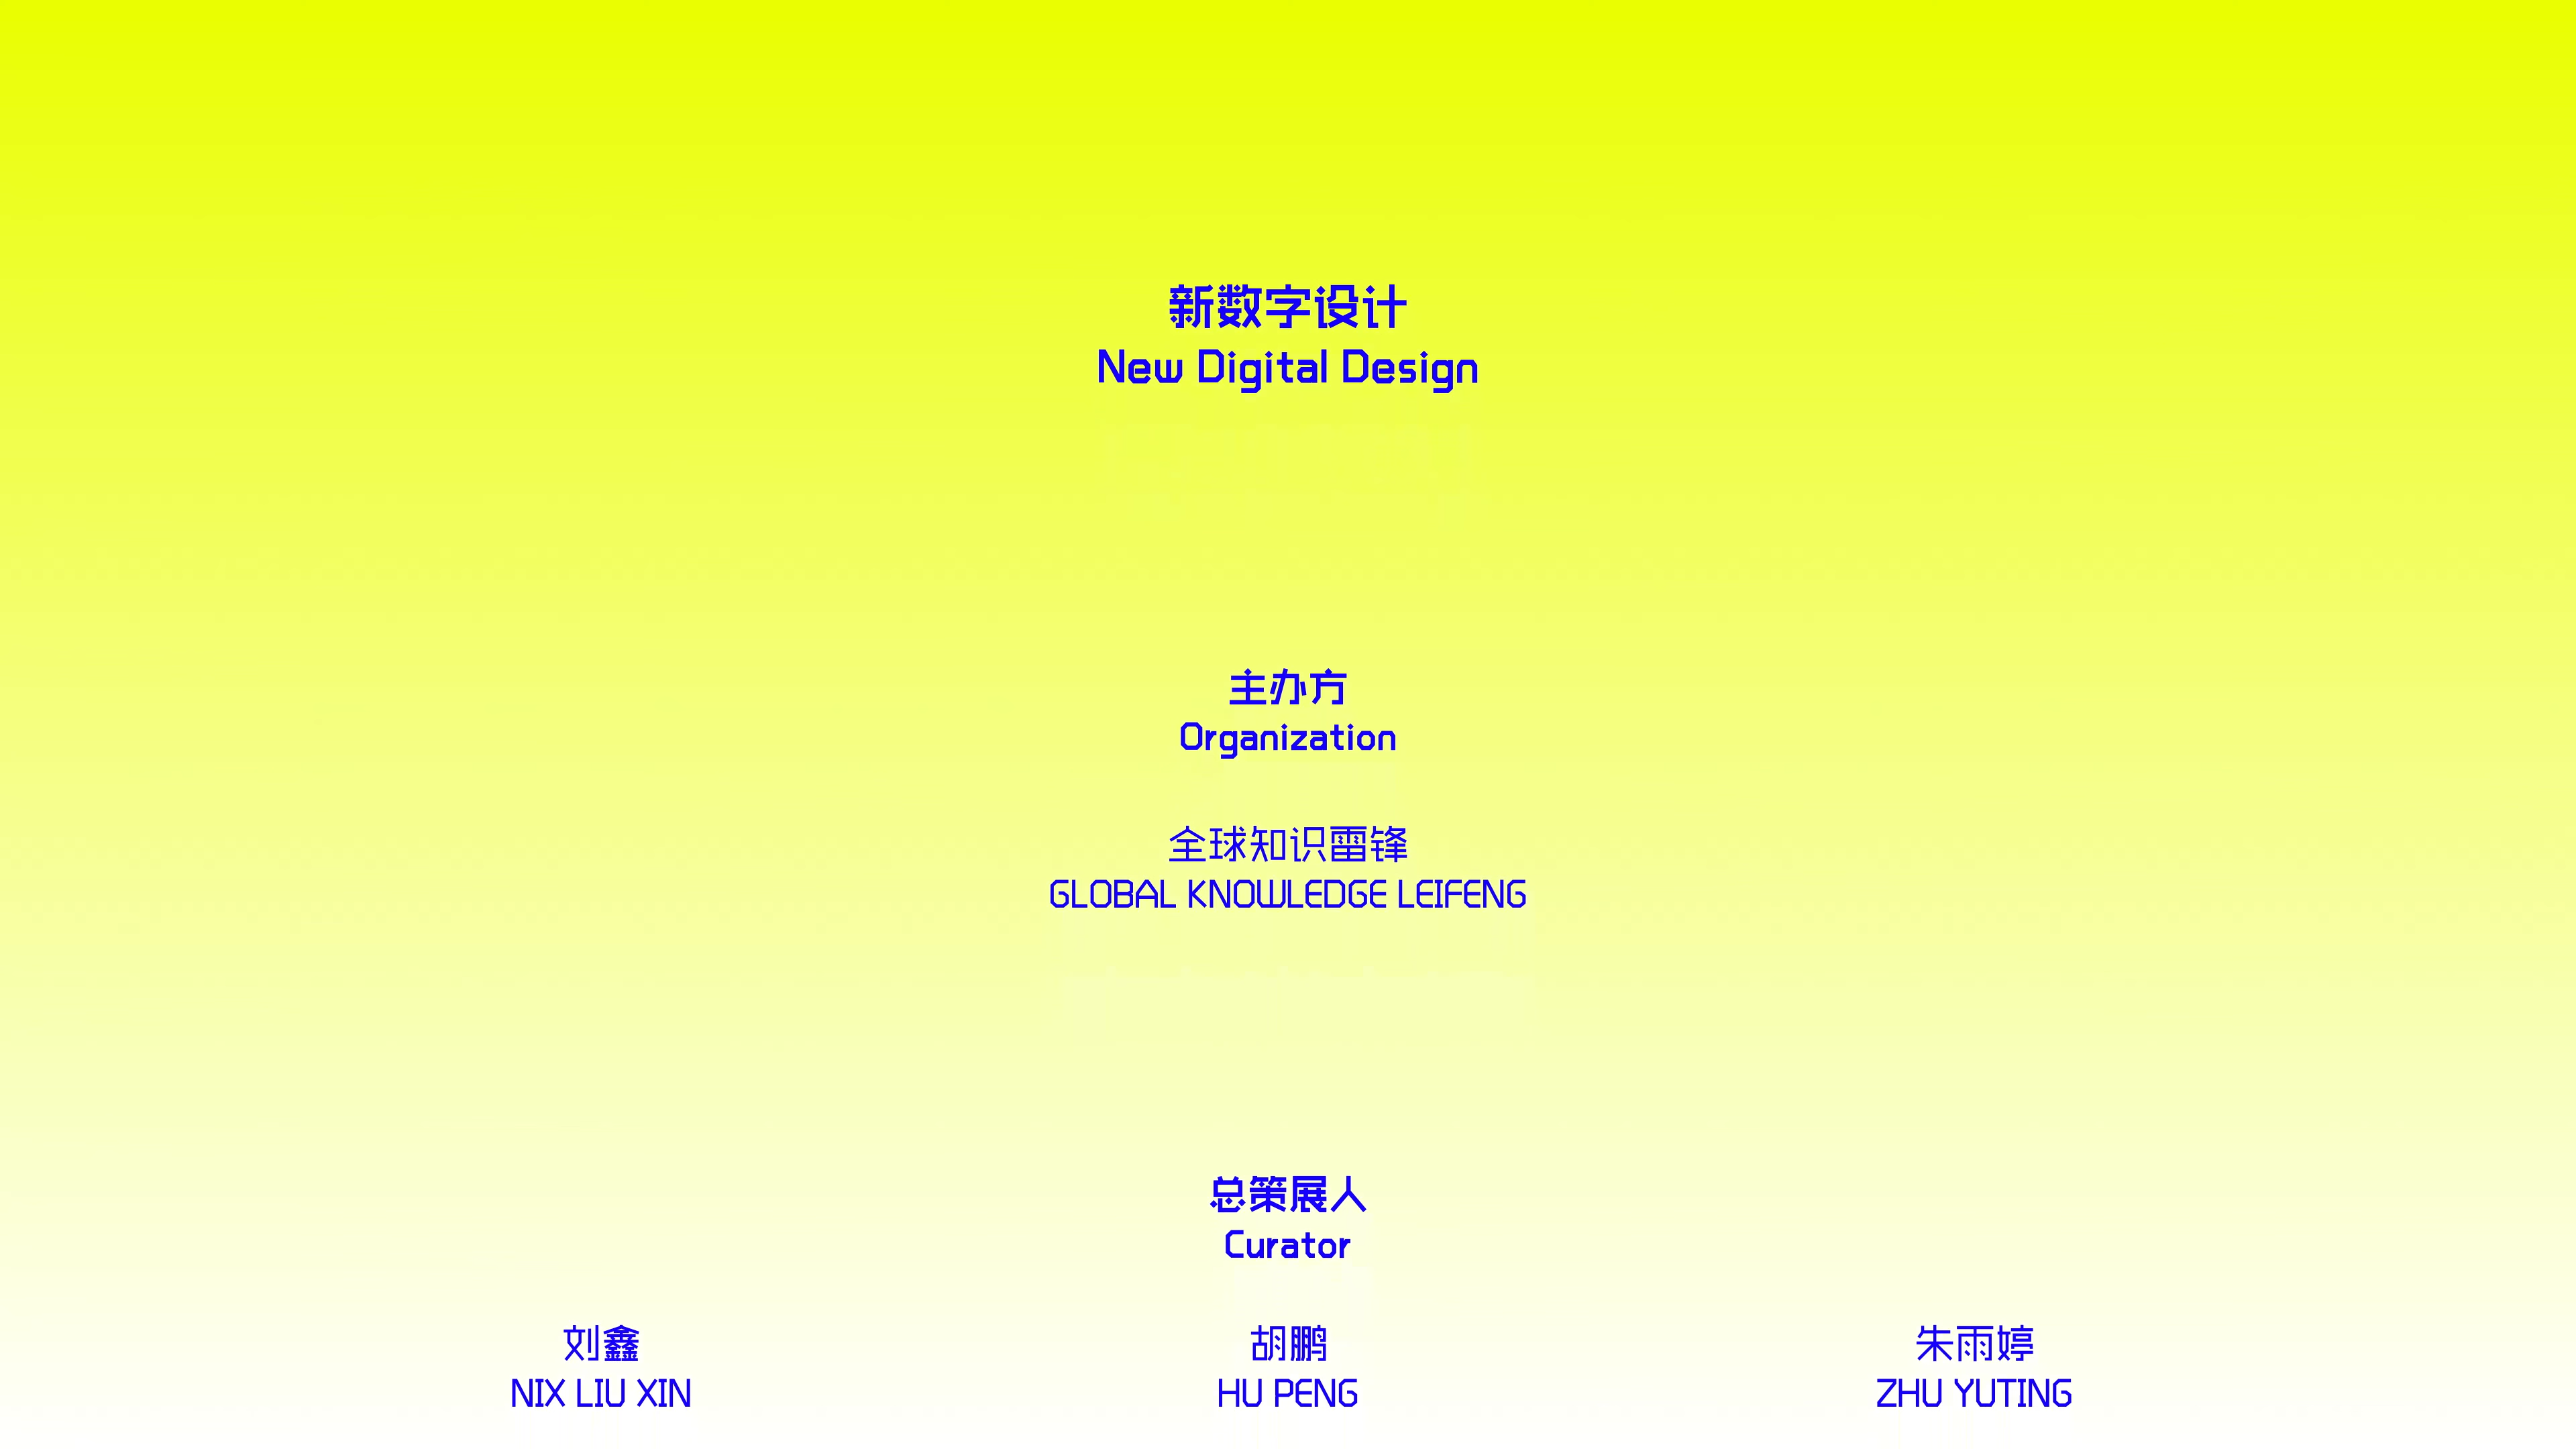 新数字设计
New Digital Design
主办方
Organization
全球知识雷锋
GLOBAL KNOWLEDGE LEIFENG
总策展人
Curator
刘鑫
NIX LIU XIN
胡鹏
HU PENG
朱雨婷
ZHU YUTING